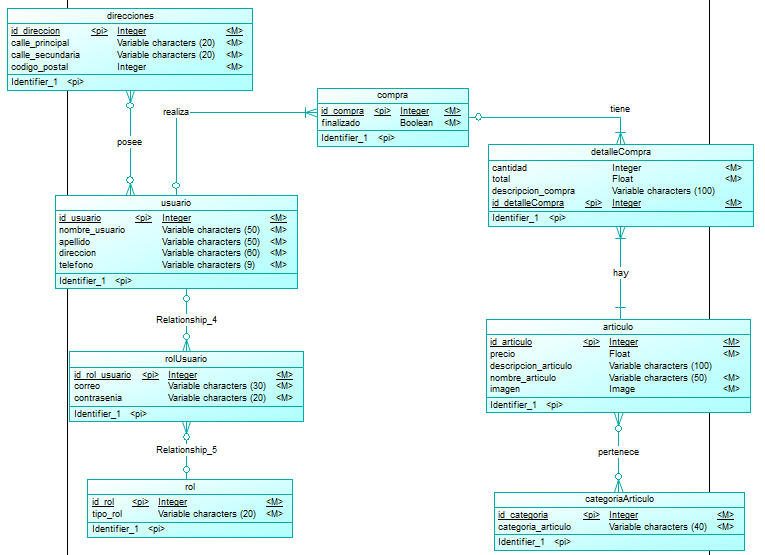 direcciones
id_direccion <pi> Integer <M>
calle_principal Variable characters (20) <M>
calle_secundaria Variable characters (20) <M>
codigo_postal Integer <M>
Identifier_1 <pi>
posee
realiza
compra
id_compra <pi> Integer <M>
finalizado Boolean <M>
Identifier_1 <pi>
tiene
detalleCompra
cantidad Integer <M>
total Float <M>
descripcion_compra Variable characters (100)
id_detalleCompra <pi> Integer <M>
Identifier_1 <pi>
usuario
id_usuario <pi> Integer <M>
nombre_usuario Variable characters (50) <M>
apellido Variable characters (50) <M>
direccion Variable characters (60) <M>
telefono Variable characters (9) <M>
Identifier_1 <pi>
hay
Relationship_4
articulo
id_articulo <pi> Integer <M>
precio Float <M>
descripcion_articulo Variable characters (100)
nombre_articulo Variable characters (50) <M>
imagen Image <M>
Identifier_1 <pi>
rolUsuario
id_rol_usuario <pi> Integer <M>
correo Variable characters (30) <M>
contrasenia Variable characters (20) <M>
Identifier_1 <pi>
Relationship_5
pertenece
rol
id_rol <pi> Integer <M>
tipo_rol Variable characters (20) <M>
Identifier_1 <pi>
categoriaArticulo
id_categoria <pi> Integer <M>
categoria_articulo Variable characters (40) <M>
Identifier_1 <pi>